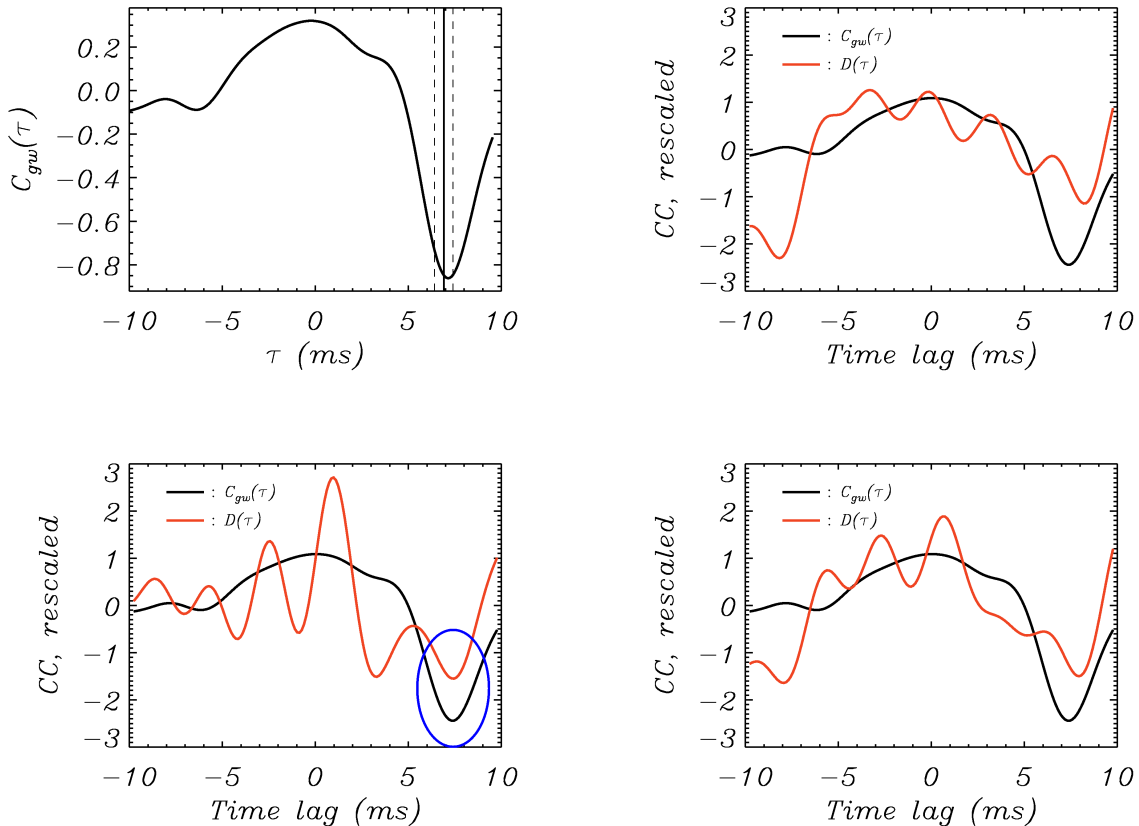 C_gw(τ)
0.2
0.0
−0.2
−0.4
−0.6
−0.8
−10 −5 0 5 10
τ (ms)
CC, rescaled
3
2
1
0
−1
−2
−3
: C_gw(τ)
: D(τ)
−10 −5 0 5 10
Time lag (ms)
CC, rescaled
3
2
1
0
−1
−2
−3
: C_gw(τ)
: D(τ)
−10 −5 0 5 10
Time lag (ms)
CC, rescaled
3
2
1
0
−1
−2
−3
: C_gw(τ)
: D(τ)
−10 −5 0 5 10
Time lag (ms)